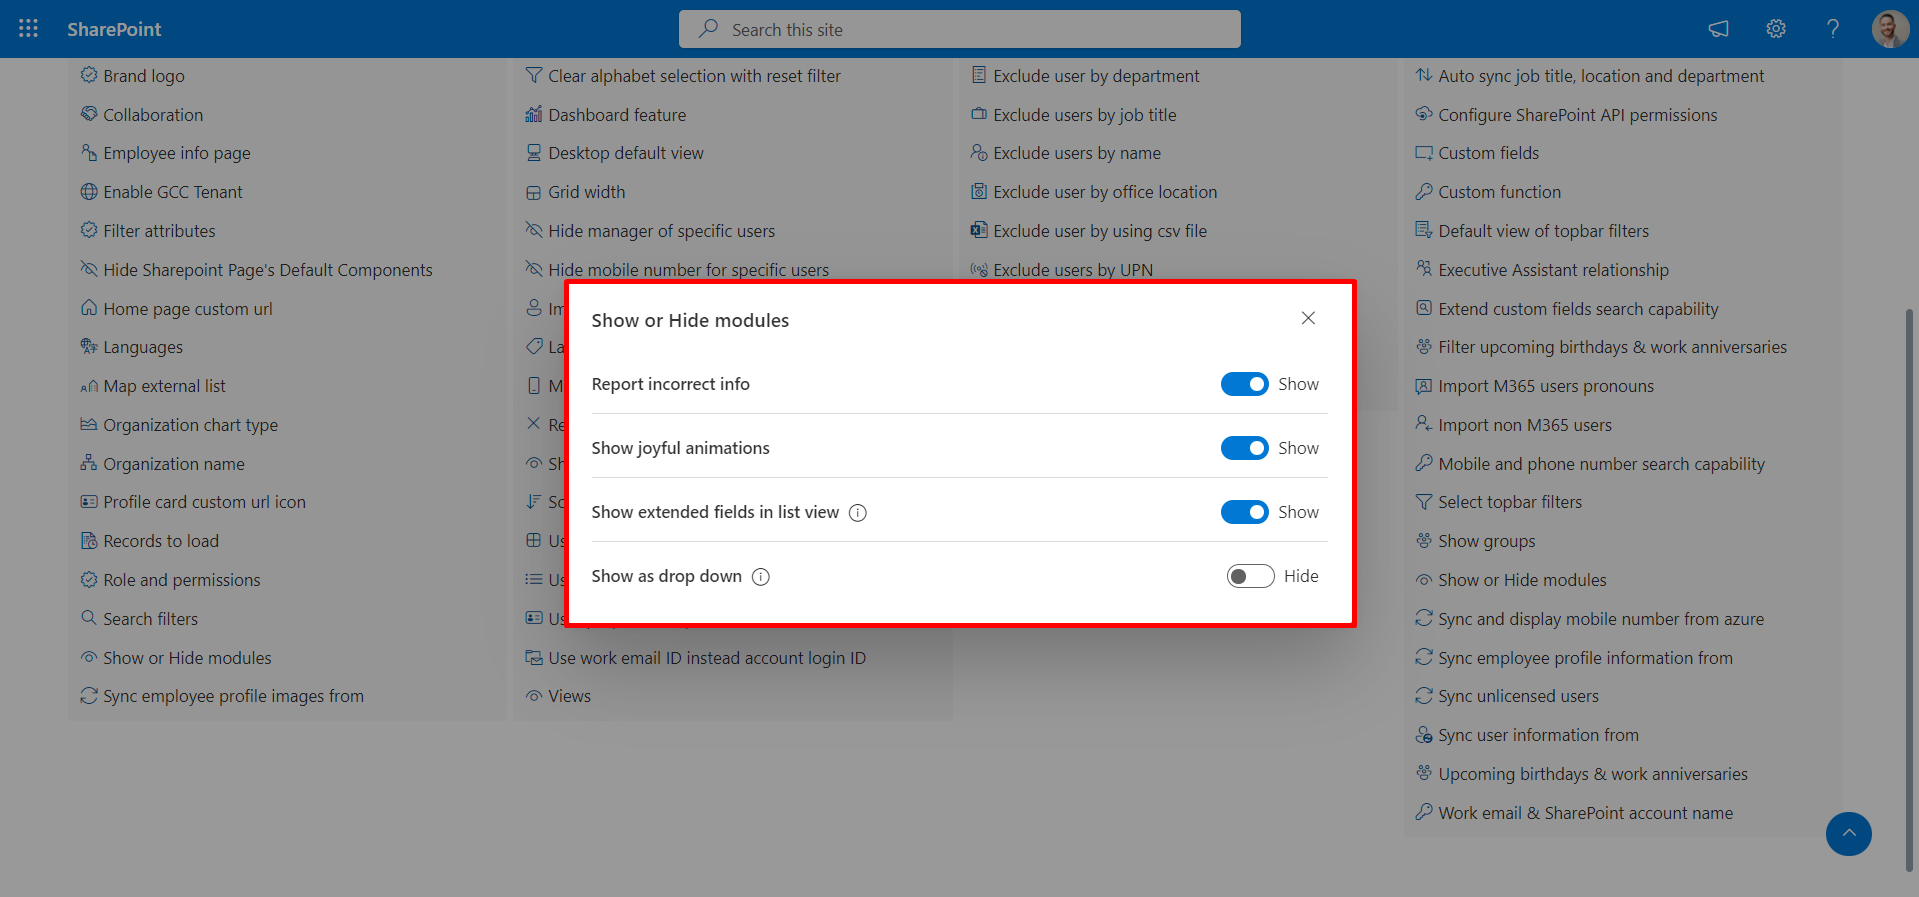 SharePoint
Search this site
Brand logo
Collaboration
Employee info page
Enable GCC Tenant
Filter attributes
Hide Sharepoint Page's Default Components
Home page custom url
Languages
Map external list
Organization chart type
Organization name
Profile card custom url icon
Records to load
Role and permissions
Search filters
Show or Hide modules
Sync employee profile images from
Clear alphabet selection with reset filter
Dashboard feature
Desktop default view
Grid width
Hide manager of specific users
Hide mobile number for specific users
Use work email ID instead account login ID
Views
Exclude user by department
Exclude users by job title
Exclude users by name
Exclude user by office location
Exclude user by using csv file
Exclude users by UPN
Auto sync job title, location and department
Configure SharePoint API permissions
Custom fields
Custom function
Default view of topbar filters
Executive Assistant relationship
Extend custom fields search capability
Filter upcoming birthdays & work anniversaries
Import M365 users pronouns
Import non M365 users
Mobile and phone number search capability
Select topbar filters
Show groups
Show or Hide modules
Sync and display mobile number from azure
Sync employee profile information from
Sync unlicensed users
Sync user information from
Upcoming birthdays & work anniversaries
Work email & SharePoint account name
Show or Hide modules
Report incorrect info Show
Show joyful animations Show
Show extended fields in list view Show
Show as drop down Hide